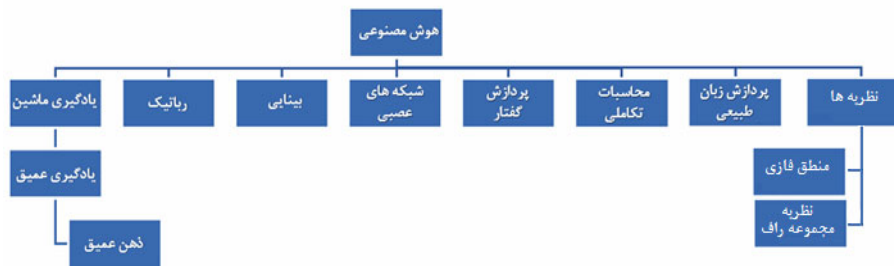 هوش مصنوعی
نظریه ها
پردازش زبان
طبیعی
محاسبات
تکاملی
پردازش
گفتار
شبکه های
عصبی
بینایی
رباتیک
یادگیری ماشین
منطق فازی
نظریه
مجموعه راف
یادگیری عمیق
ذهن عمیق